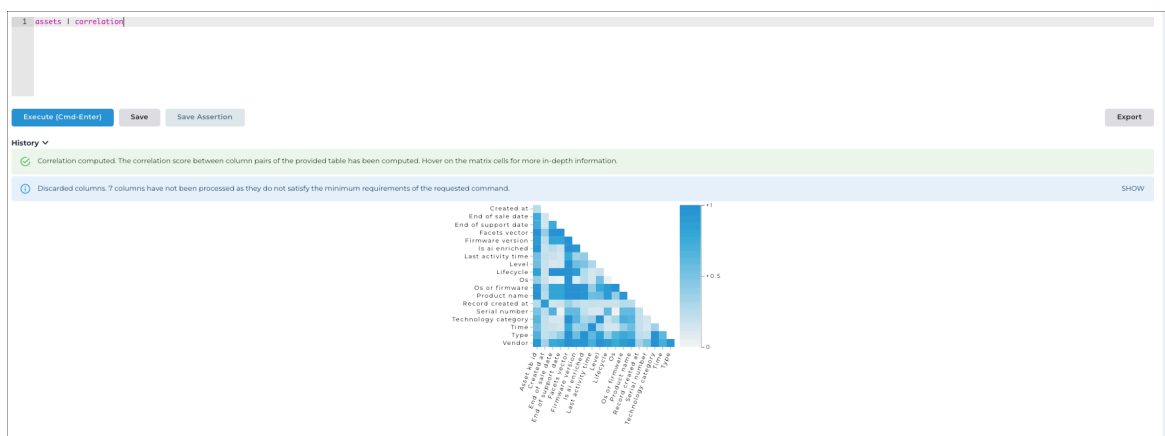 1 assets | correlation
Execute (Cmd-Enter) Save Save Assertion Export
History
Correlation computed. The correlation score between column pairs of the provided table has been computed. Hover on the matrix cells for more in-depth information.
Discarded columns. 7 columns have not been processed as they do not satisfy the minimum requirements of the requested command. SHOW
Created at
End of sale date
End of support date
Facets vector
Firmware version
Is ai enriched
Last activity time
Level
Lifecycle
Os
Os or firmware
Product name
Record created at
Serial number
Technology category
Time
Type
Vendor
+1
+0.5
0
Asset kb id
Created at
End of sale date
End of support date
Facets vector
Firmware version
Is ai enriched
Last activity time
Level
Lifecycle
Os
Os or firmware
Product name
Record created at
Serial number
Technology category
Time
Type